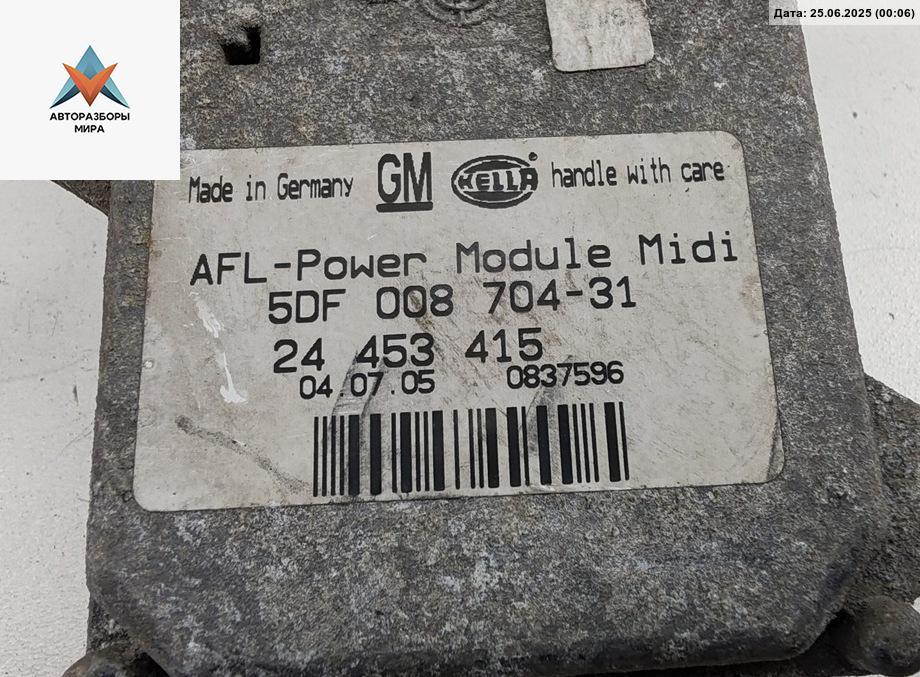 Дата: 25.06.2025 (00:06)
АВТОРАЗБОРЫ
МИРА
Made in Germany GM HELLA handle with care
AFL-Power Module Midi
5DF 008 704-31
24 453 415
04.07.05 0837596